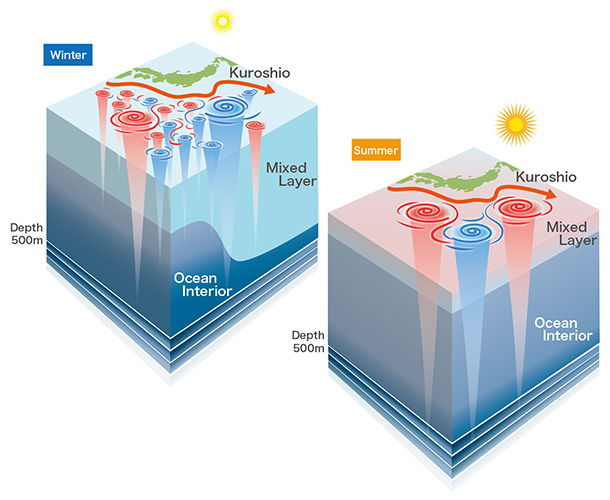 Winter
Kuroshio
Mixed
Layer
Depth
500m
Ocean
Interior
Summer
Kuroshio
Mixed
Layer
Ocean
Interior
Depth
500m